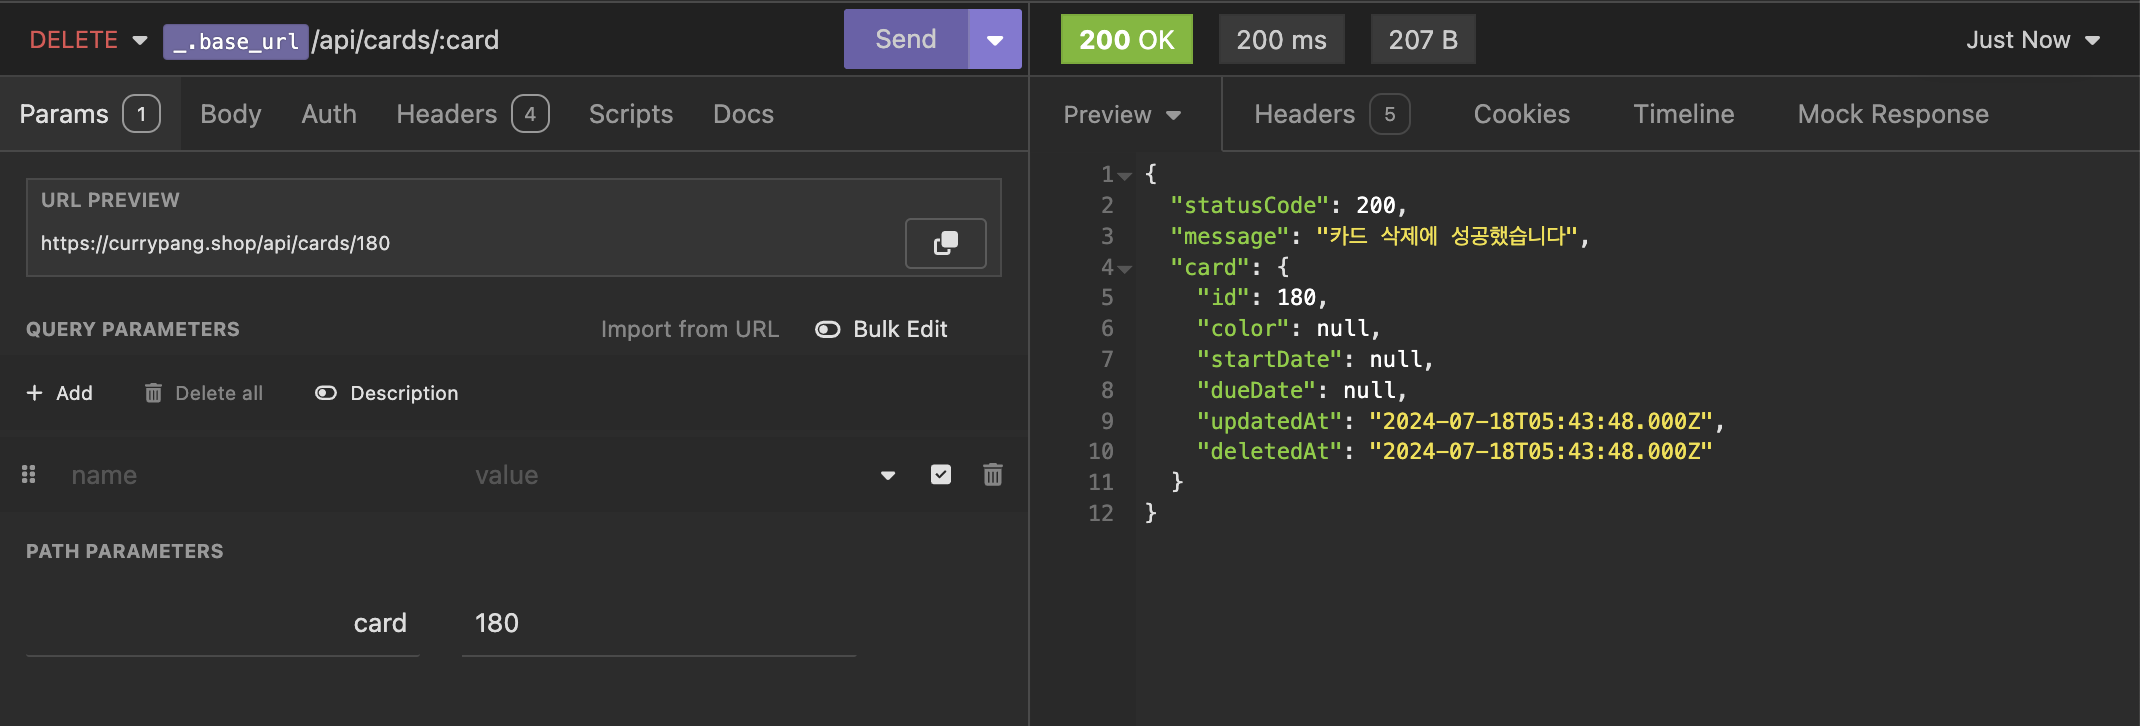 DELETE _.base_url/api/cards/:card Send
Params 1 Body Auth Headers 4 Scripts Docs
URL PREVIEW
https://currypang.shop/api/cards/180
QUERY PARAMETERS Import from URL Bulk Edit
+ Add Delete all Description
name value
PATH PARAMETERS
card 180
200 OK 200 ms 207 B Just Now
Preview Headers 5 Cookies Timeline Mock Response
1 {
2 "statusCode": 200,
3 "message": "카드 삭제에 성공했습니다",
4 "card": {
5 "id": 180,
6 "color": null,
7 "startDate": null,
8 "dueDate": null,
9 "updatedAt": "2024-07-18T05:43:48.000Z",
10 "deletedAt": "2024-07-18T05:43:48.000Z"
11 }
12 }